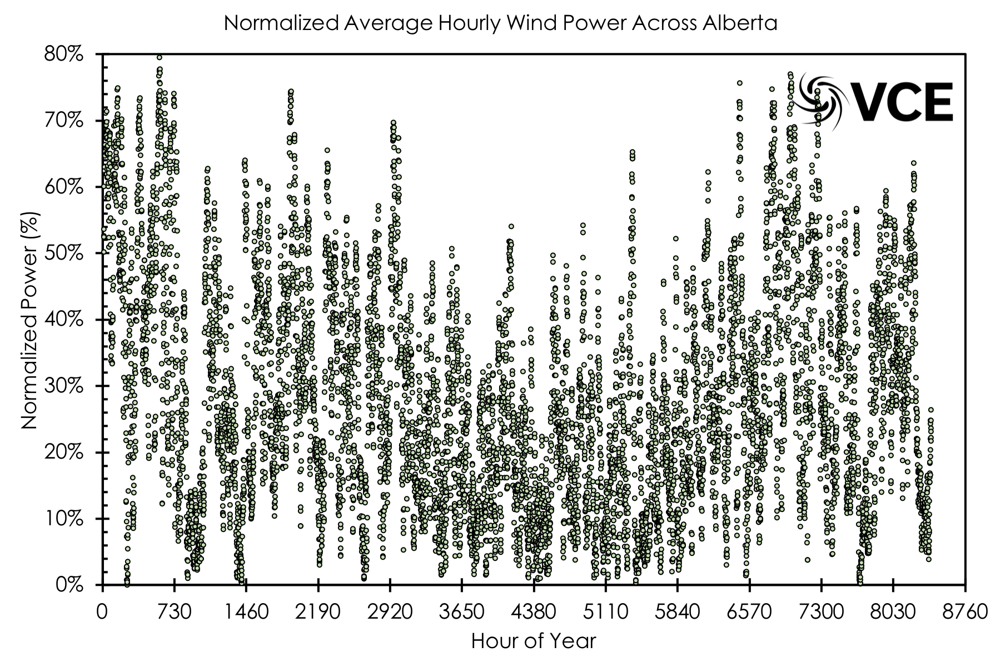 Normalized Average Hourly Wind Power Across Alberta
80%
70%
60%
50%
40%
30%
20%
10%
0%
Normalized Power (%)
VCE
0 730 1460 2190 2920 3650 4380 5110 5840 6570 7300 8030 8760
Hour of Year